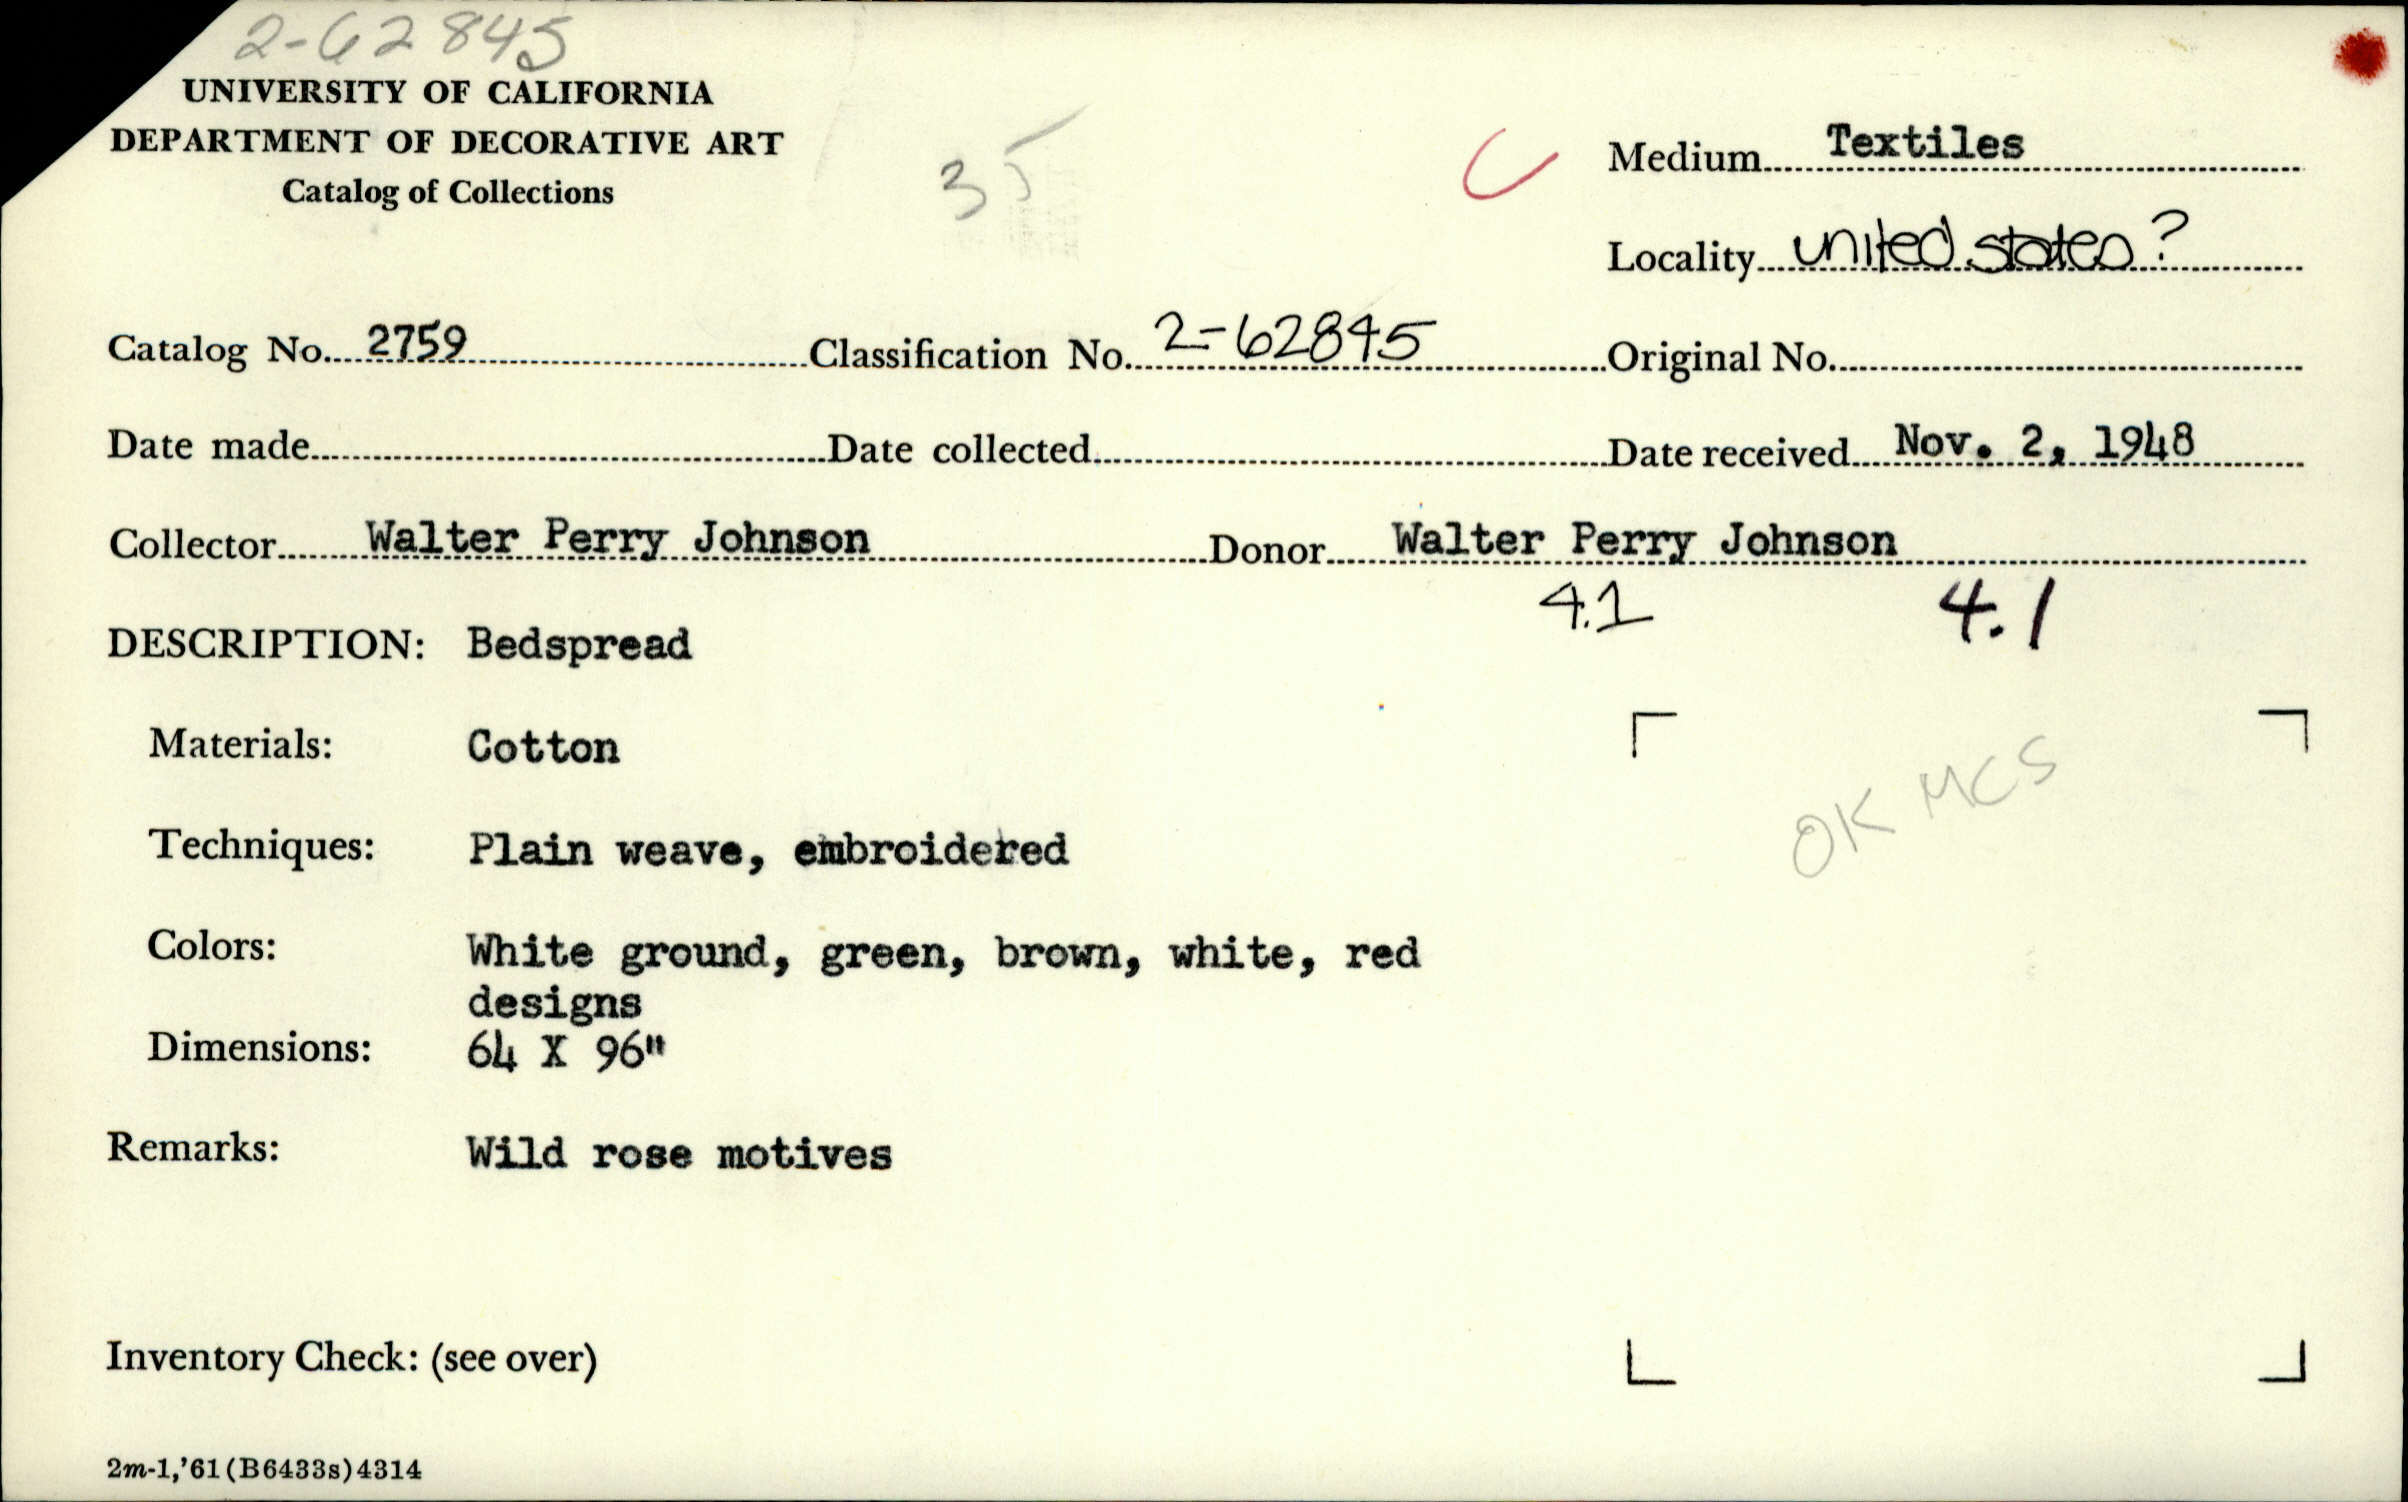 2-62845
UNIVERSITY OF CALIFORNIA
DEPARTMENT OF DECORATIVE ART
Catalog of Collections
35
C
Medium Textiles
Locality United States?
Catalog No. 2759 Classification No. 2-62845 Original No.
Date made Date collected Date received Nov. 2, 1948
Collector Walter Perry Johnson Donor Walter Perry Johnson
4.1 4.1
DESCRIPTION: Bedspread
Materials: Cotton
OK MCS
Techniques: Plain weave, embroidered
Colors: White ground, green, brown, white, red
designs
Dimensions: 64 X 96"
Remarks: Wild rose motives
Inventory Check: (see over)
2m-1,'61(B6433s)4314